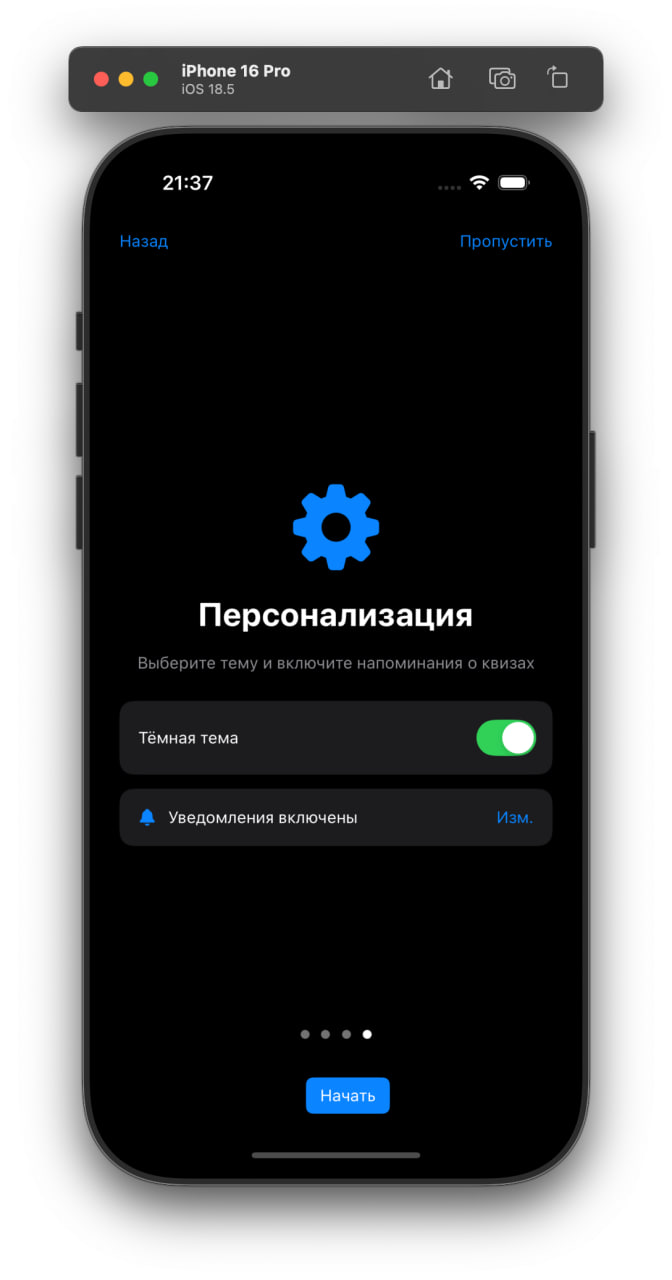 iPhone 16 Pro
iOS 18.5
21:37
Назад
Пропустить
Персонализация
Выберите тему и включите напоминания о квизах
Тёмная тема
Уведомления включены
Изм.
Начать